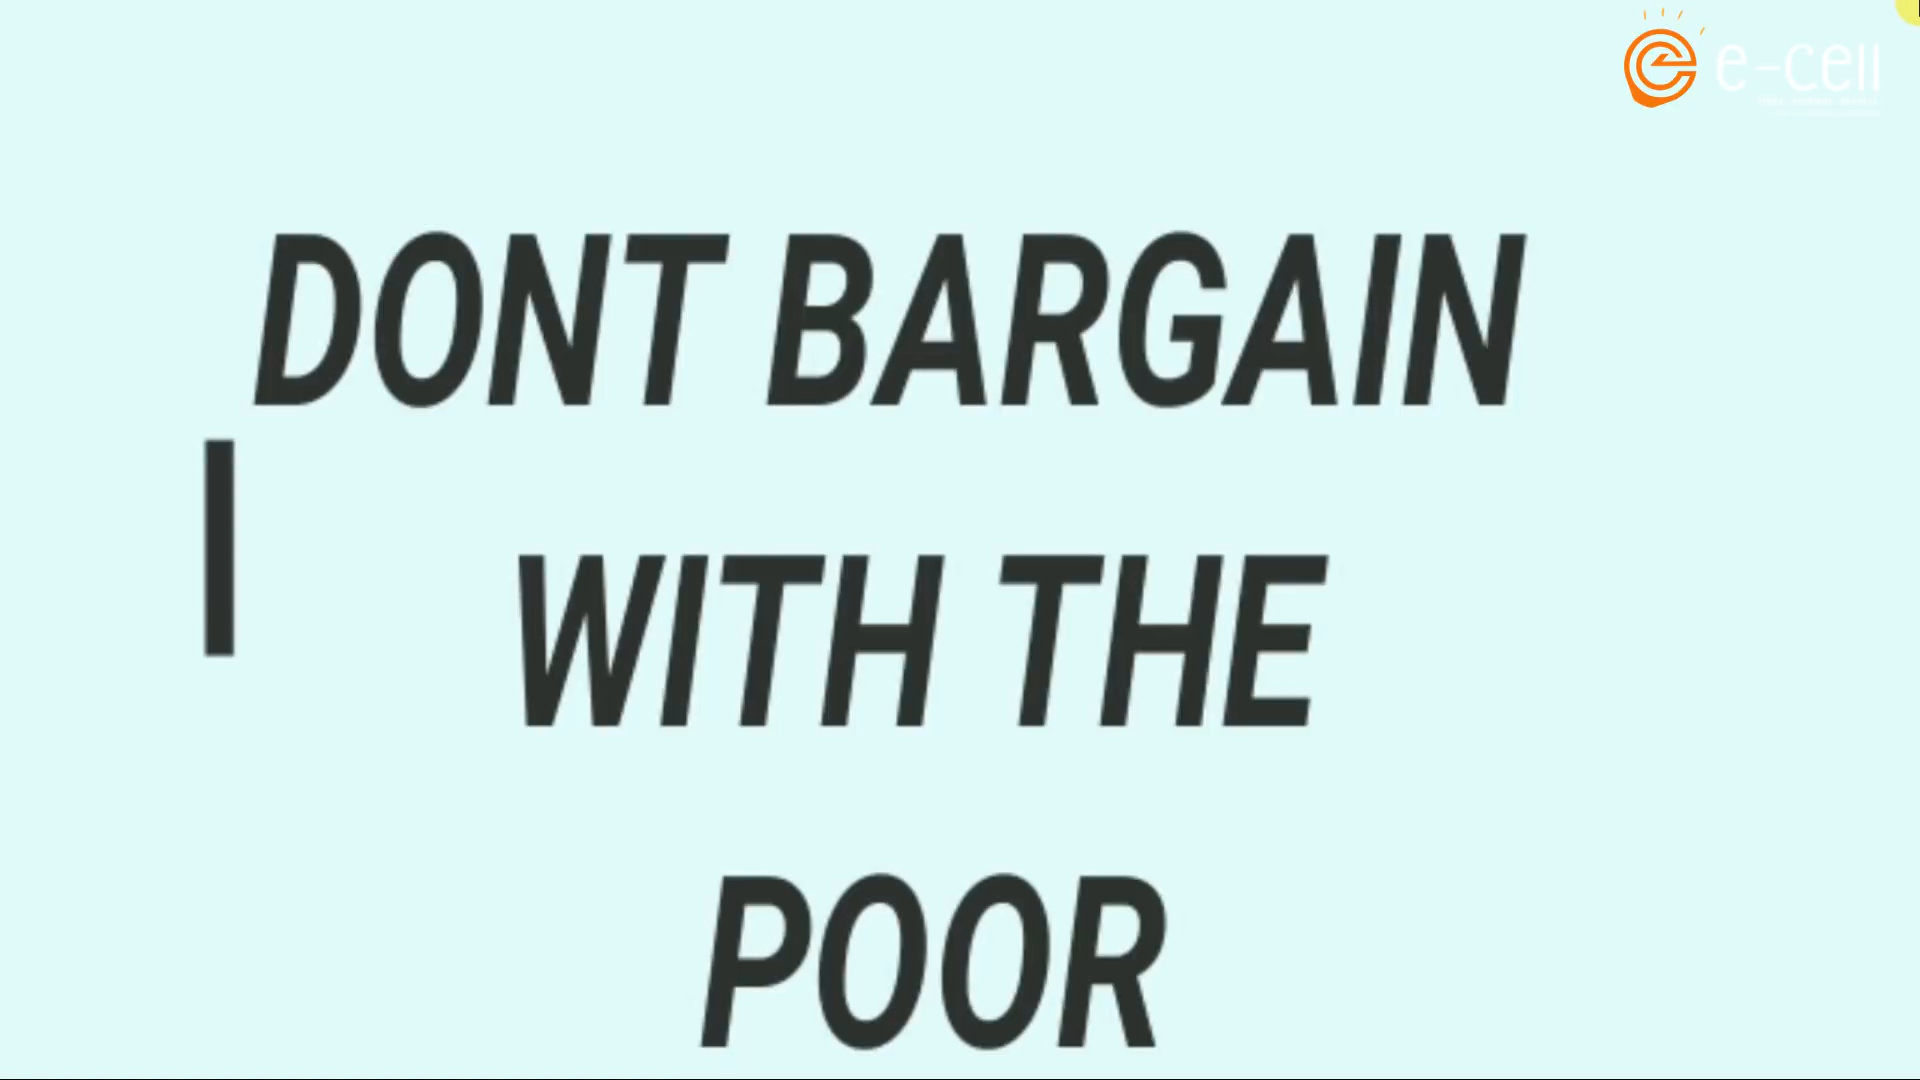 e-cell
DONT BARGAIN
WITH THE
POOR